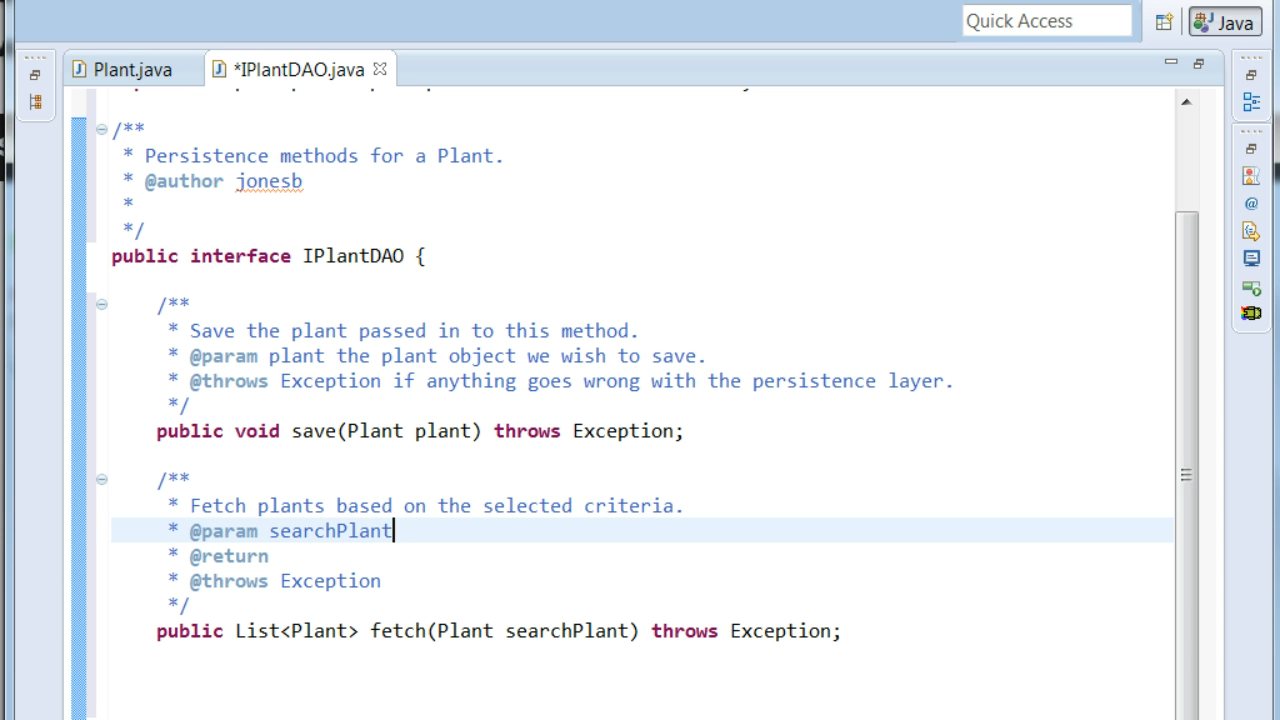 Quick Access
Java
Plant.java
*IPlantDAO.java
/**
* Persistence methods for a Plant.
* @author jonesb
*
*/
public interface IPlantDAO {
/**
* Save the plant passed in to this method.
* @param plant the plant object we wish to save.
* @throws Exception if anything goes wrong with the persistence layer.
*/
public void save(Plant plant) throws Exception;
/**
* Fetch plants based on the selected criteria.
* @param searchPlant
* @return
* @throws Exception
*/
public List<Plant> fetch(Plant searchPlant) throws Exception;